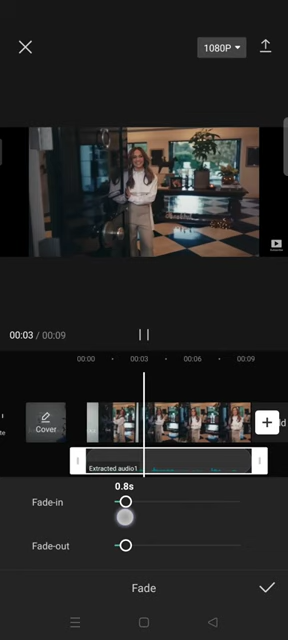 1080P
00:03 / 00:09
00:00
00:03
00:06
00:09
Cover
Extracted audio1
0.8s
Fade-in
Fade-out
Fade